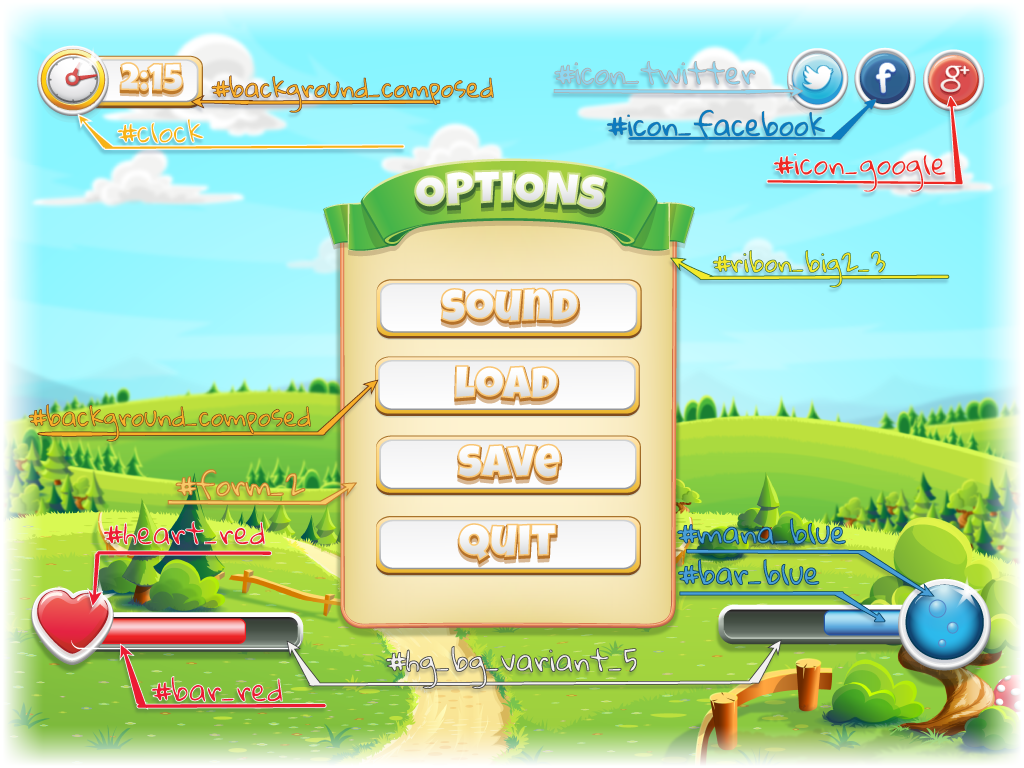 2:15
#background_composed
#clock
#icon_twitter
f
g+
#icon_facebook
#icon_google
OPTIONS
#ribon_big2_3
SOUND
LOAD
#background_composed
SAVE
#form_2
QUIT
#heart_red
#mana_blue
#bar_blue
#hg_bg_variant_5
#bar_red